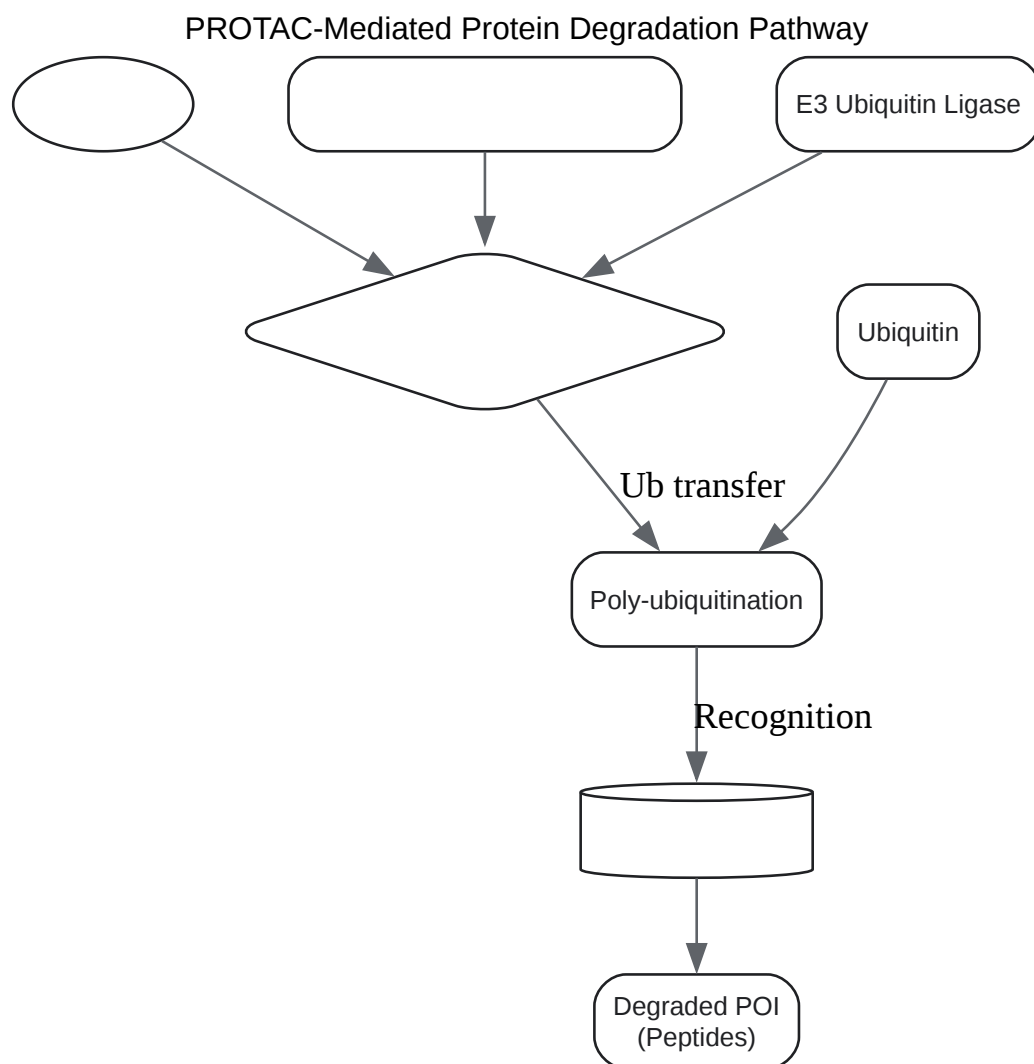 PROTAC-Mediated Protein Degradation Pathway
E3 Ubiquitin Ligase
Ubiquitin
Ub transfer
Poly-ubiquitination
Recognition
Degraded POI
(Peptides)